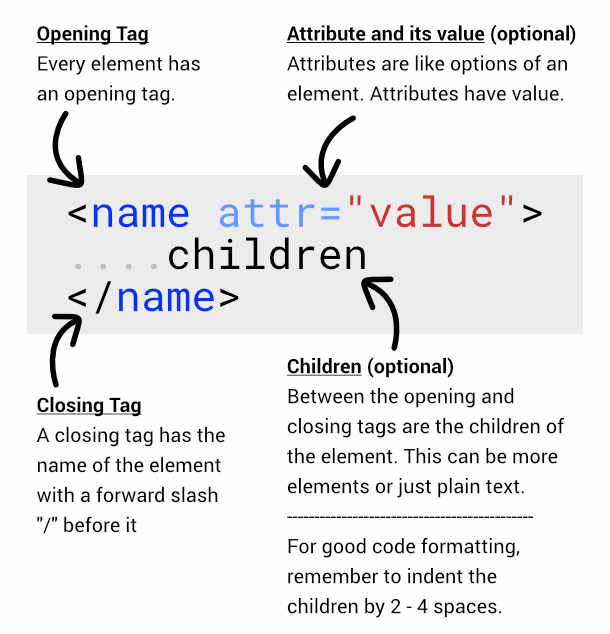 Opening Tag
Every element has
an opening tag.
Attribute and its value (optional)
Attributes are like options of an
element. Attributes have value.
<name attr="value">
....children
</name>
Closing Tag
A closing tag has the
name of the element
with a forward slash
"/" before it
Children (optional)
Between the opening and
closing tags are the children of
the element. This can be more
elements or just plain text.
---------------------------------------------
For good code formatting,
remember to indent the
children by 2 - 4 spaces.